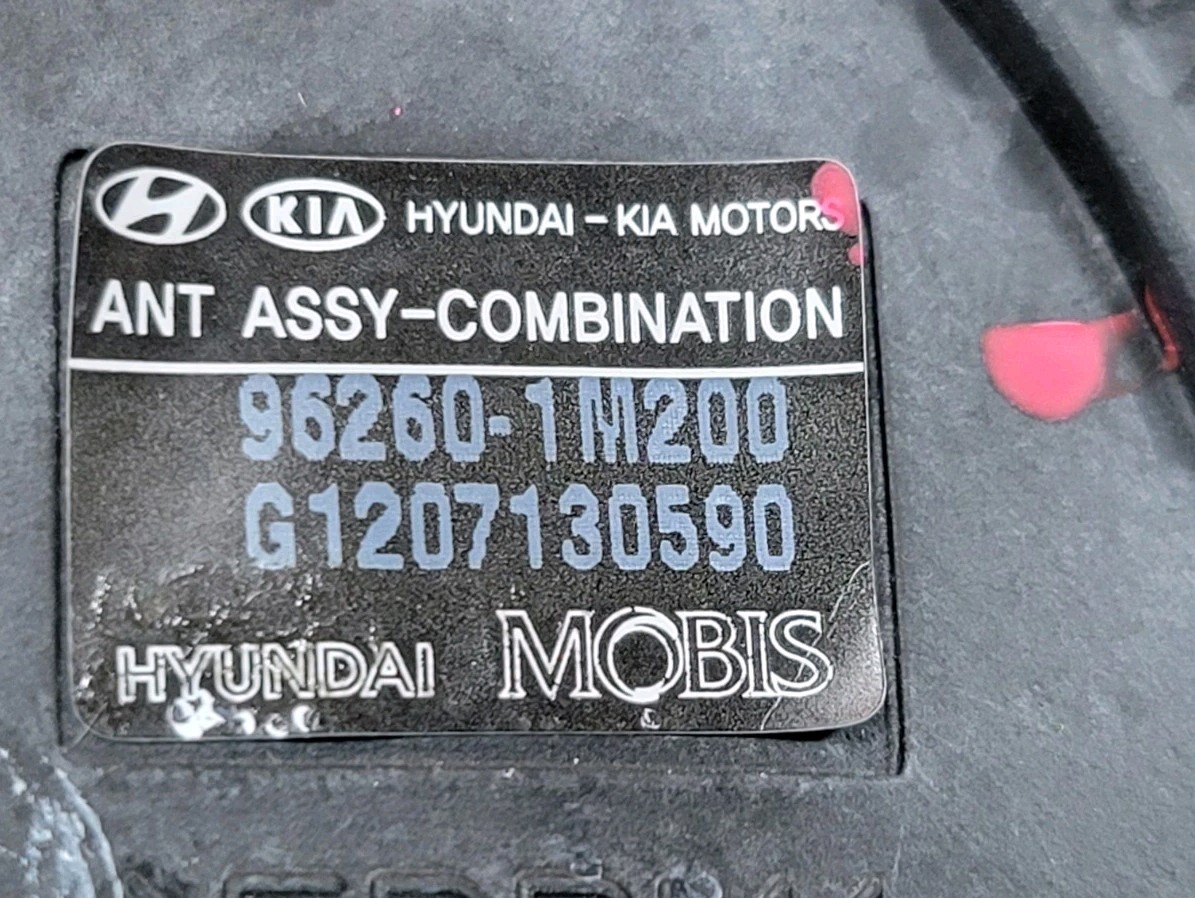 KIA HYUNDAI - KIA MOTORS
ANT ASSY-COMBINATION
96260-1M200
G1207130590
HYUNDAI MOBIS